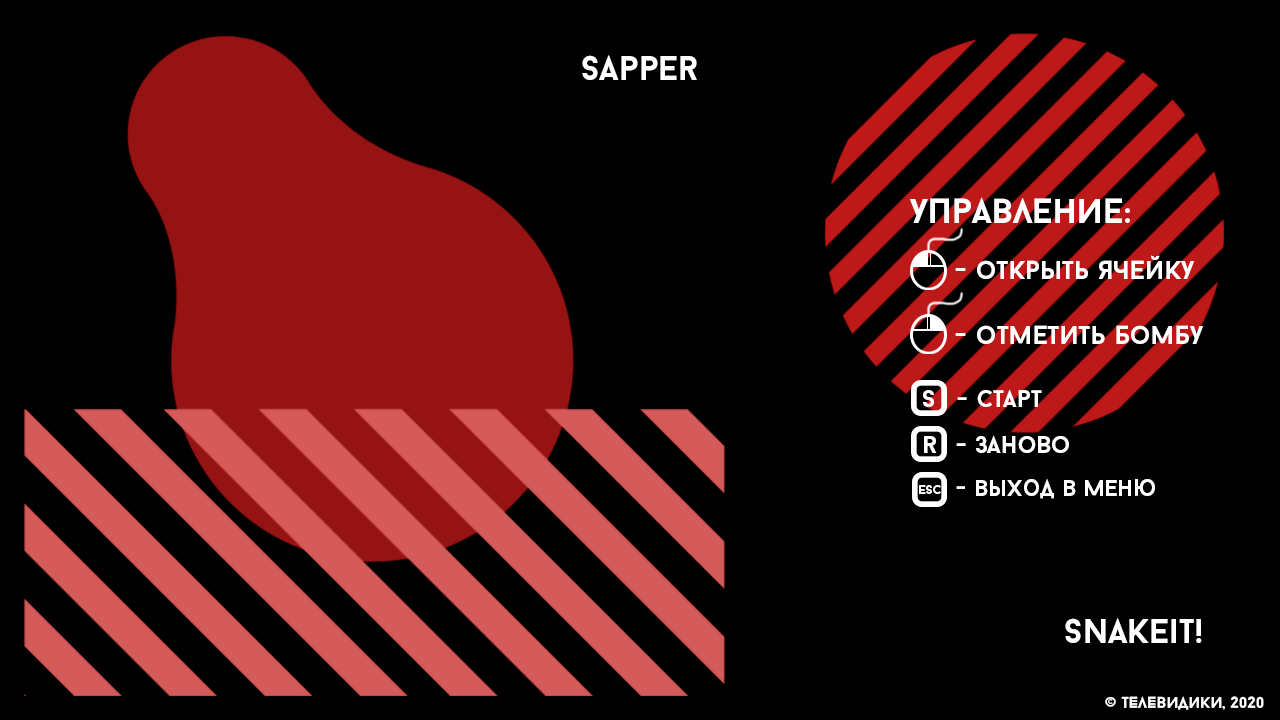 SAPPER
УПРАВЛЕНИЕ:
- ОТКРЫТЬ ЯЧЕЙКУ
- ОТМЕТИТЬ БОМБУ
S - СТАРТ
R - ЗАНОВО
ESC - ВЫХОД В МЕНЮ
SNAKEIT!
© ТЕЛЕВИДИКИ, 2020